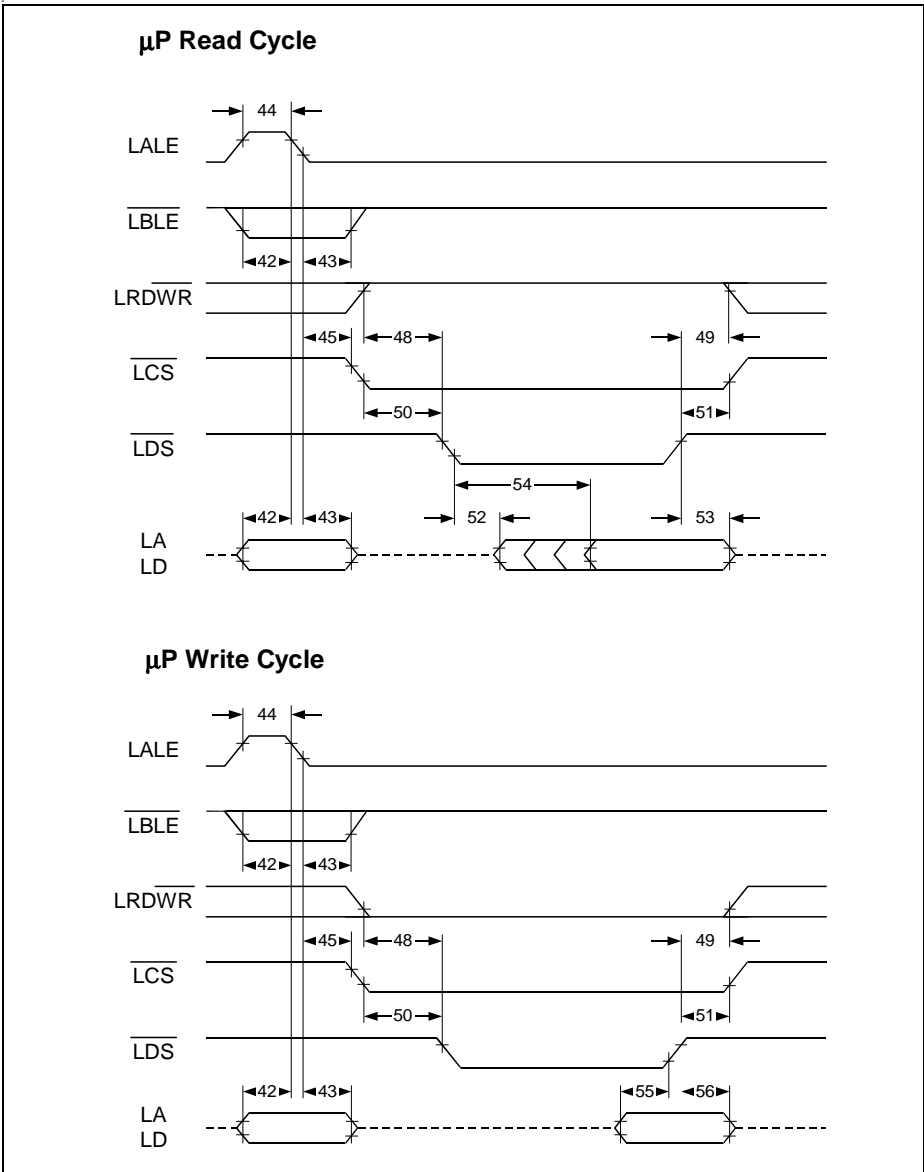 μP Read Cycle
44
LALE
LBLE
42 43
LRDWR
45 48 49
LCS
50 51
LDS
54
42 43 52 53
LA
LD
μP Write Cycle
44
LALE
LBLE
42 43
LRDWR
45 48 49
LCS
50 51
LDS
42 43 55 56
LA
LD